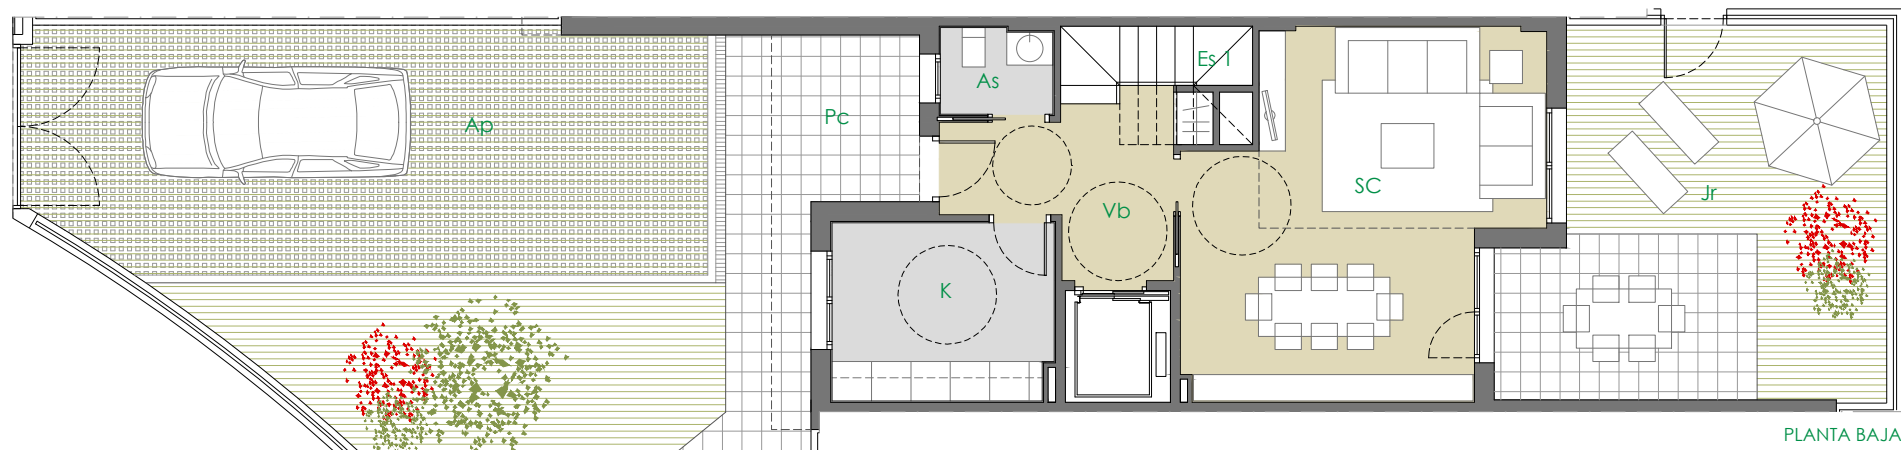 Es 1
As
Pc
Ap
SC
Jr
Vb
K
PLANTA BAJA